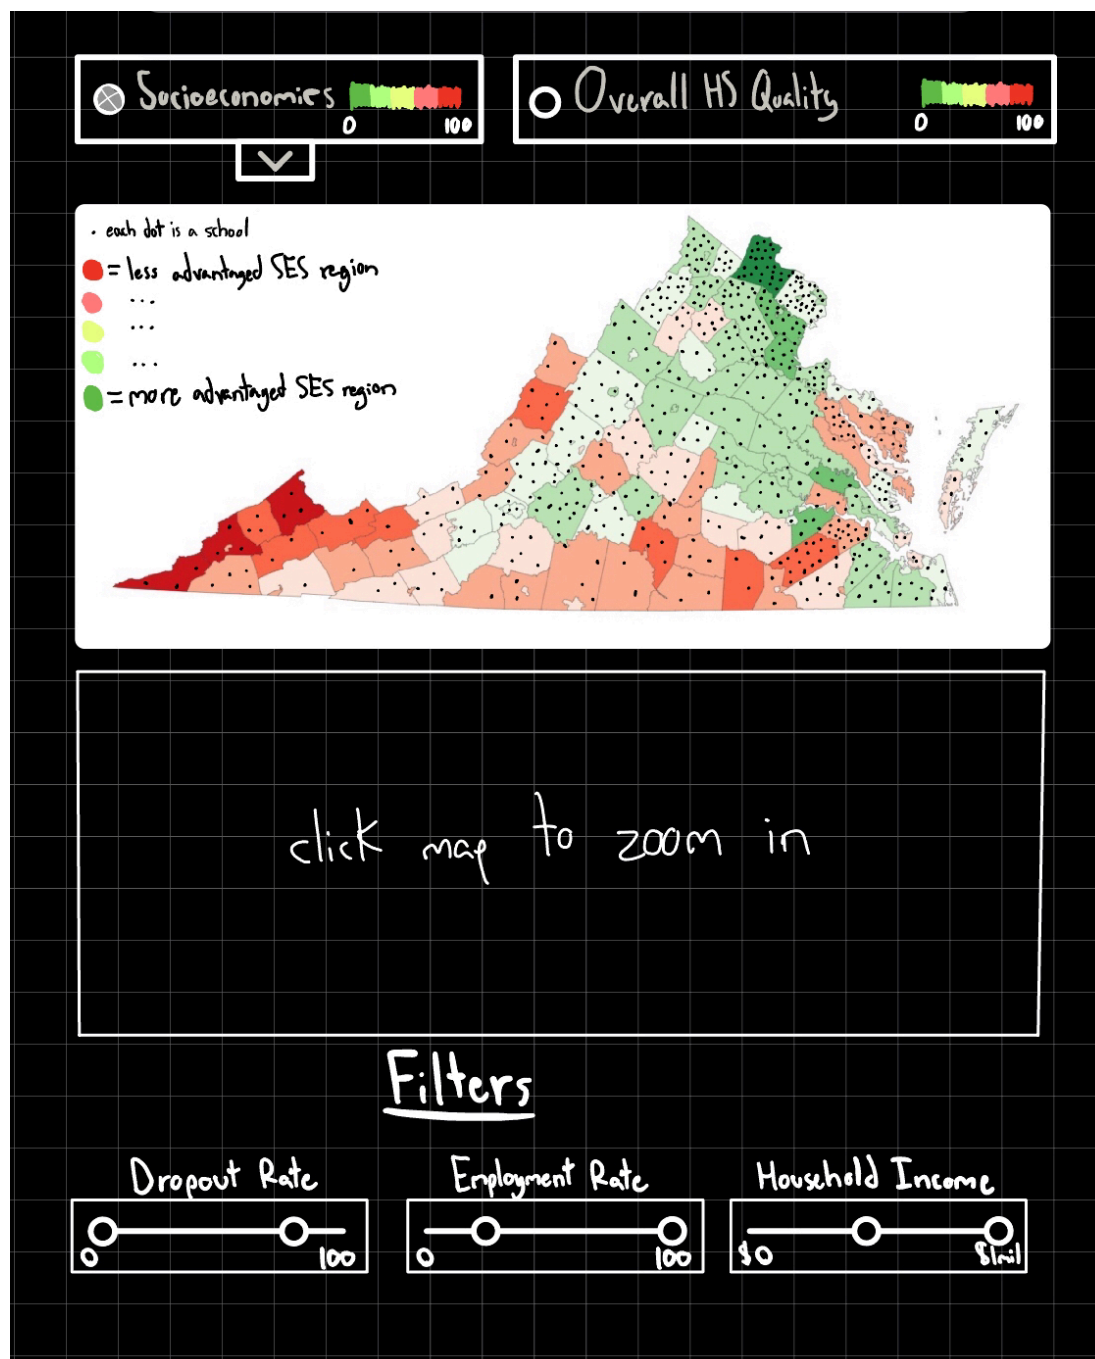 Socioeconomics
0 100
Overall HS Quality
0 100
• each dot is a school
= less advantaged SES region
...
...
...
= more advantaged SES region
click map to zoom in
Filters
Dropout Rate
0 100
Employment Rate
0 100
Household Income
$0 $1mil